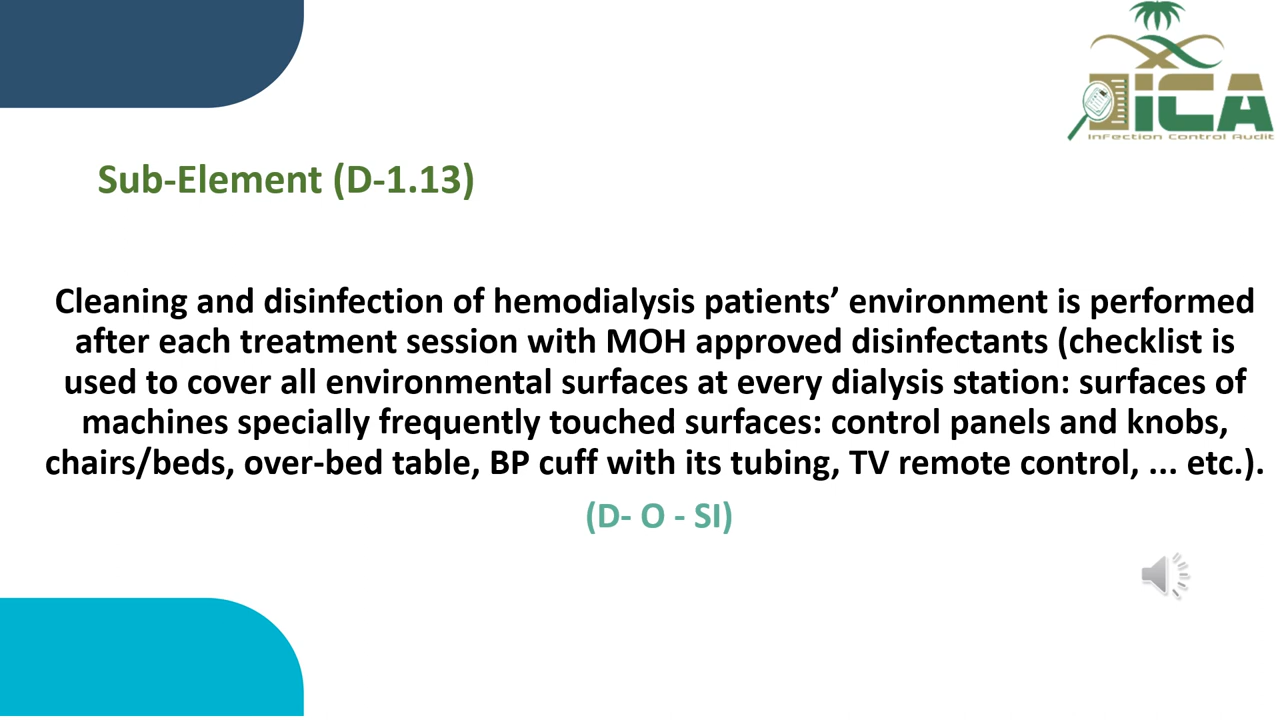 iCA
Infection Control Audit
Sub-Element (D-1.13)
Cleaning and disinfection of hemodialysis patients’ environment is performed
after each treatment session with MOH approved disinfectants (checklist is
used to cover all environmental surfaces at every dialysis station: surfaces of
machines specially frequently touched surfaces: control panels and knobs,
chairs/beds, over-bed table, BP cuff with its tubing, TV remote control, ... etc.).
(D- O - SI)